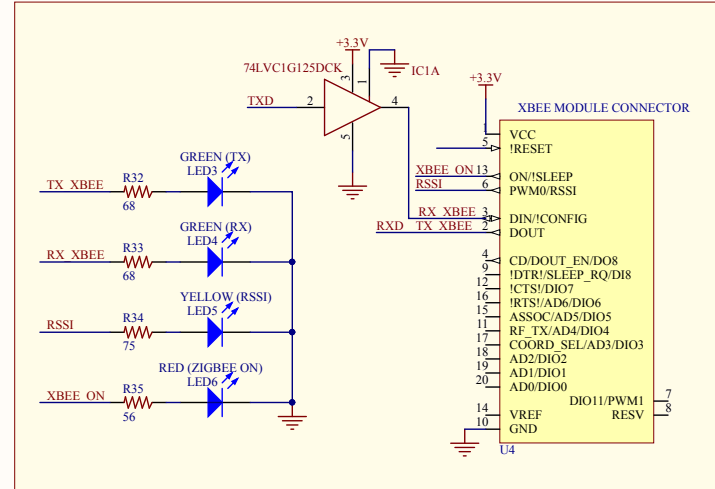 +3.3V
74LVC1G125DCK
IC1A
3
1
TXD
2
4
5
+3.3V
XBEE MODULE CONNECTOR
1
VCC
5
!RESET
XBEE_ON
13
ON/!SLEEP
RSSI
6
PWM0/RSSI
RX_XBEE
3
DIN/!CONFIG
RXD
TX_XBEE
2
DOUT
4
CD/DOUT_EN/DO8
9
!DTR!/SLEEP_RQ/DI8
12
!CTS!/DIO7
16
!RTS!/AD6/DIO6
15
ASSOC/AD5/DIO5
11
RF_TX/AD4/DIO4
17
COORD_SEL/AD3/DIO3
18
AD2/DIO2
19
AD1/DIO1
20
AD0/DIO0
DIO11/PWM1
7
14
VREF
RESV
8
10
GND
U4
GREEN (TX)
LED3
TX_XBEE
R32
68
GREEN (RX)
LED4
RX_XBEE
R33
68
YELLOW (RSSI)
LED5
RSSI
R34
75
RED (ZIGBEE ON)
LED6
XBEE_ON
R35
56